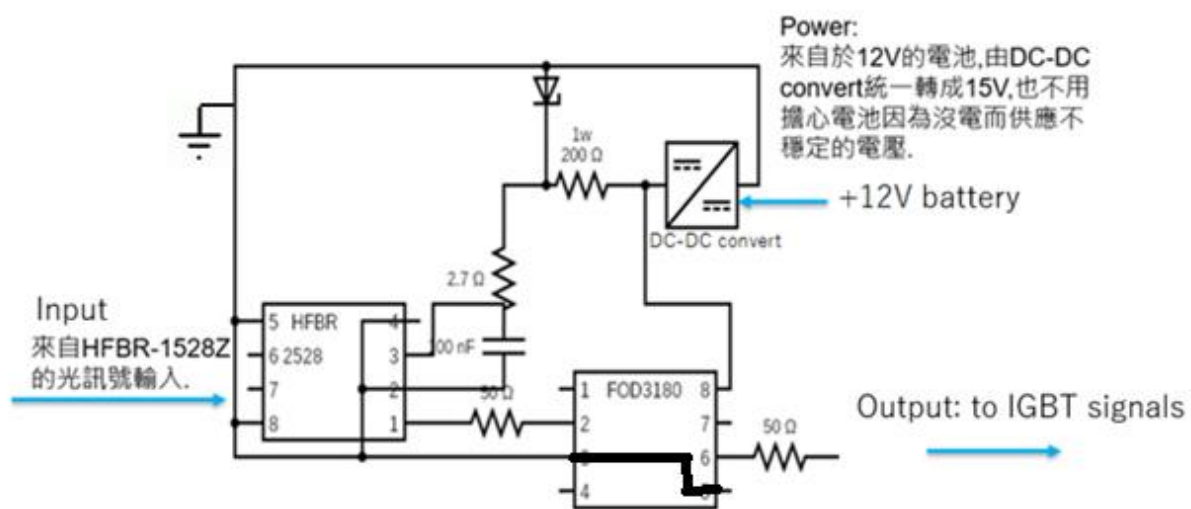 Power:
來自於12V的電池,由DC-DC
convert統一轉成15V,也不用
擔心電池因為沒電而供應不
穩定的電壓.
1w
200 Ω
+12V battery
DC-DC convert
2.7 Ω
Input
來自HFBR-1528Z
的光訊號輸入.
5 HFBR 4
6 2528 3
7 2
8 1
00 nF
50 Ω
1 FOD3180 8
2 7
6
4
50 Ω
Output: to IGBT signals